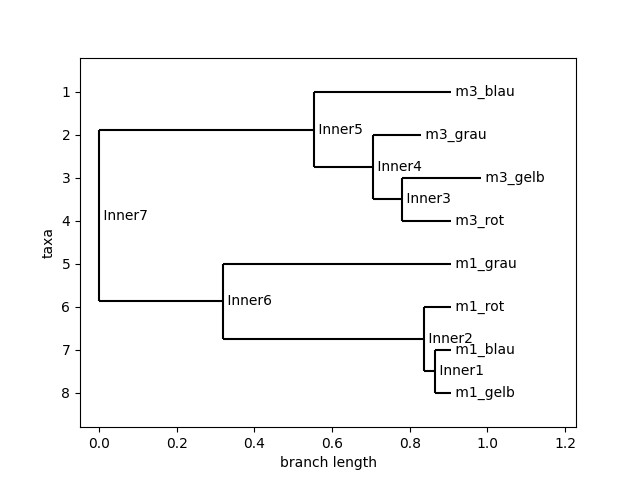 1
m3_blau
Inner5
2
m3_grau
Inner4
3
m3_gelb
Inner3
Inner7
4
m3_rot
taxa
5
m1_grau
Inner6
6
m1_rot
Inner2
7
m1_blau
Inner1
8
m1_gelb
0.0 0.2 0.4 0.6 0.8 1.0 1.2
branch length